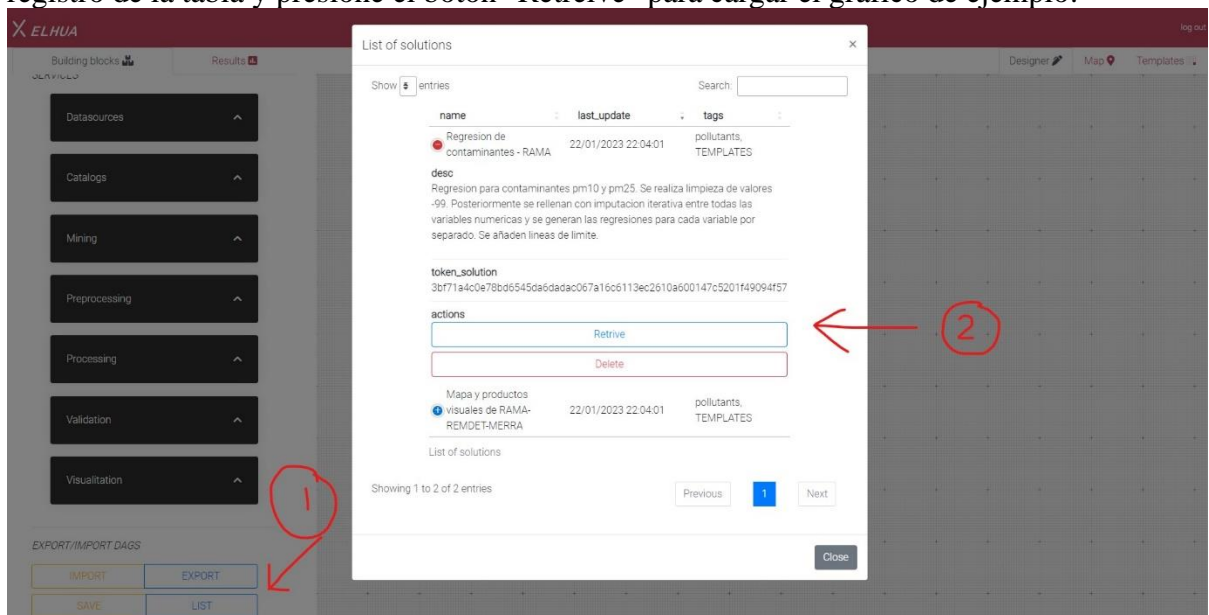 registro de la tabla y presione el botón "Retreive" para cargar el gráfico de ejemplo.
X ELHUA
log out
Building blocks
Results
Designer
Map
Templates
SERVICES
Datasources
Catalogs
Mining
Preprocessing
Processing
Validation
Visualitation
EXPORT/IMPORT DAGS
IMPORT
EXPORT
SAVE
LIST
1
List of solutions
×
Show
entries
Search:
name
last_update
tags
Regresion de
contaminantes - RAMA
22/01/2023 22:04:01
pollutants,
TEMPLATES
desc
Regresion para contaminantes pm10 y pm25. Se realiza limpieza de valores
-99. Posteriormente se rellenan con imputacion iterativa entre todas las
variables numericas y se generan las regresiones para cada variable por
separado. Se añaden lineas de limite.
token_solution
3bf71a4c0e78bd6545da6dadac067a16c6113ec2610a600147c5201f49094f57
actions
Retrive
Delete
2
Mapa y productos
visuales de RAMA-
REMDET-MERRA
22/01/2023 22:04:01
pollutants,
TEMPLATES
List of solutions
Showing 1 to 2 of 2 entries
Previous
1
Next
Close